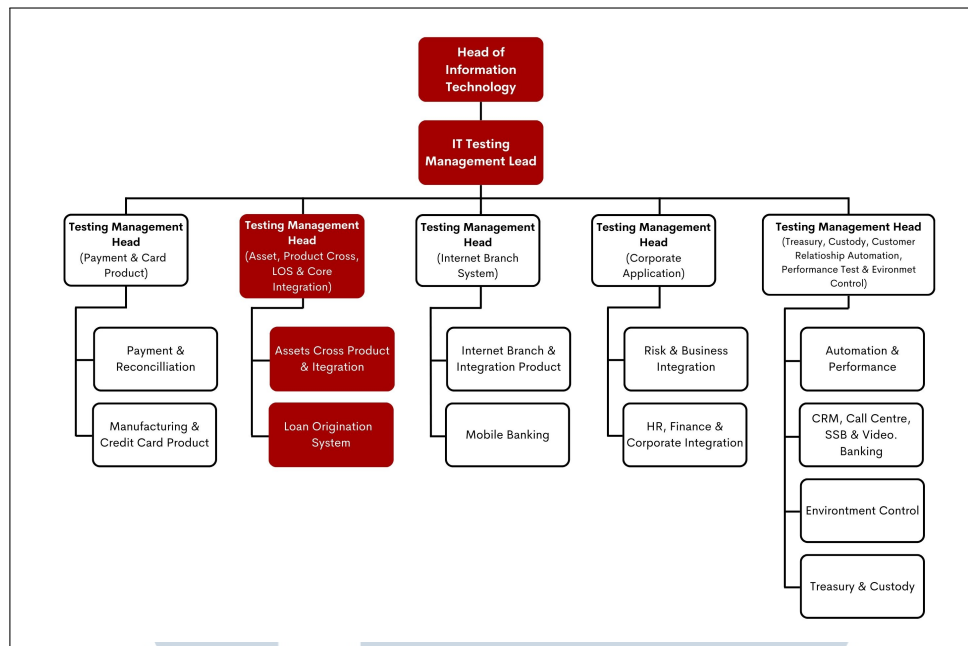 Head of
Information
Technology
IT Testing
Management Lead
Testing Management
Head
(Payment & Card
Product)
Testing Management
Head
(Asset, Product Cross,
LOS & Core
Integration)
Testing Management
Head
(Internet Branch
System)
Testing Management
Head
(Corporate
Application)
Testing Management Head
(Treasury, Custody, Customer
Relatioship Automation,
Performance Test & Evironmet
Control)
Payment &
Reconcilliation
Assets Cross Product
& Itegration
Internet Branch &
Integration Product
Risk & Business
Integration
Automation &
Performance
Manufacturing &
Credit Card Product
Loan Origination
System
Mobile Banking
HR, Finance &
Corporate Integration
CRM, Call Centre,
SSB & Video.
Banking
Environtment Control
Treasury & Custody